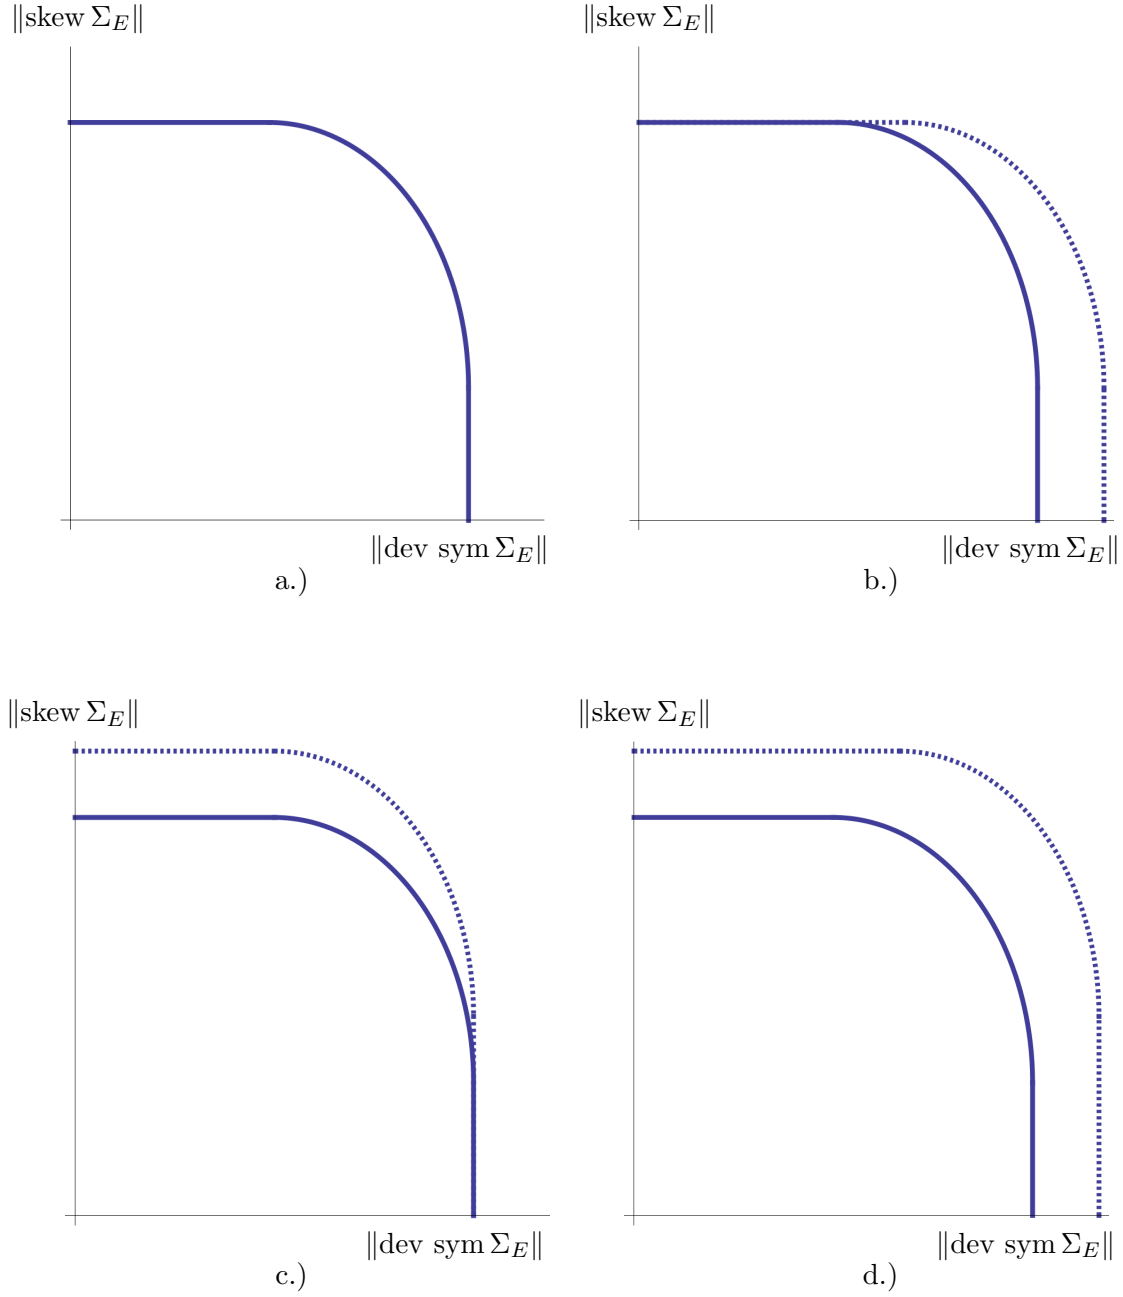 ‖skew Σ_E‖
‖dev sym Σ_E‖
a.)
‖skew Σ_E‖
‖dev sym Σ_E‖
b.)
‖skew Σ_E‖
‖dev sym Σ_E‖
c.)
‖skew Σ_E‖
‖dev sym Σ_E‖
d.)